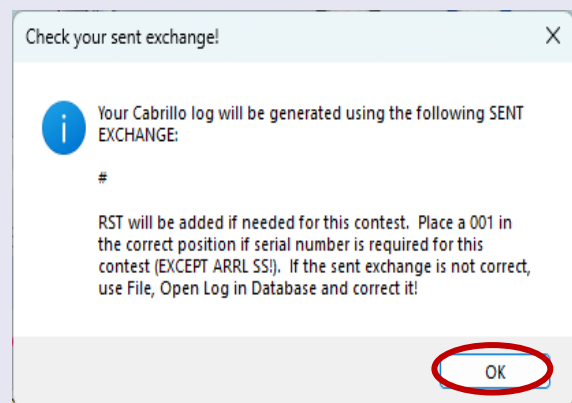 Check your sent exchange!
Your Cabrillo log will be generated using the following SENT
EXCHANGE:
#
RST will be added if needed for this contest. Place a 001 in
the correct position if serial number is required for this
contest (EXCEPT ARRL SS!). If the sent exchange is not correct,
use File, Open Log in Database and correct it!
OK